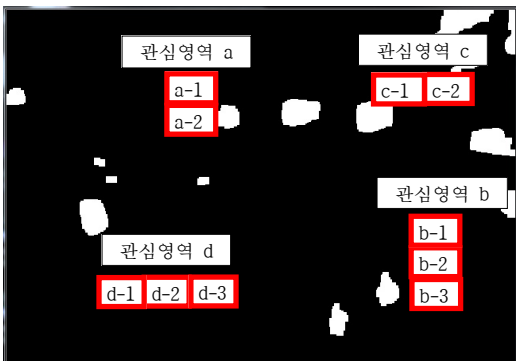 관심영역 a
a-1
a-2
관심영역 c
c-1
c-2
관심영역 b
b-1
b-2
b-3
관심영역 d
d-1
d-2
d-3